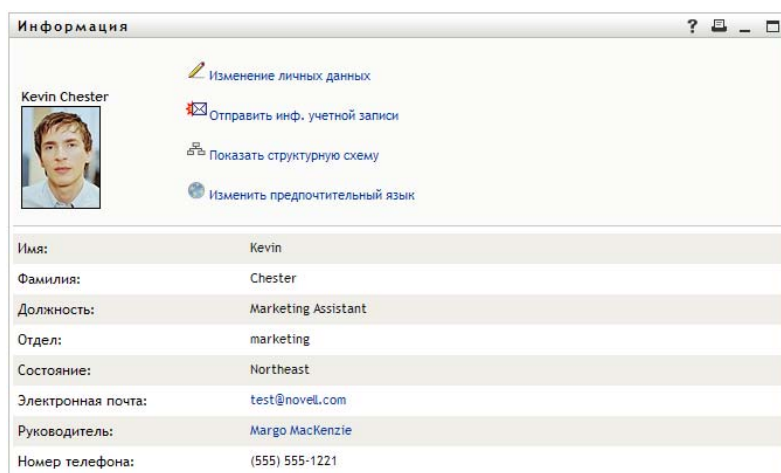 Информация ?
Изменение личных данных
Kevin Chester
Отправить инф. учетной записи
Показать структурную схему
Изменить предпочтительный язык
Имя: Kevin
Фамилия: Chester
Должность: Marketing Assistant
Отдел: marketing
Состояние: Northeast
Электронная почта: test@novell.com
Руководитель: Margo MacKenzie
Номер телефона: (555) 555-1221